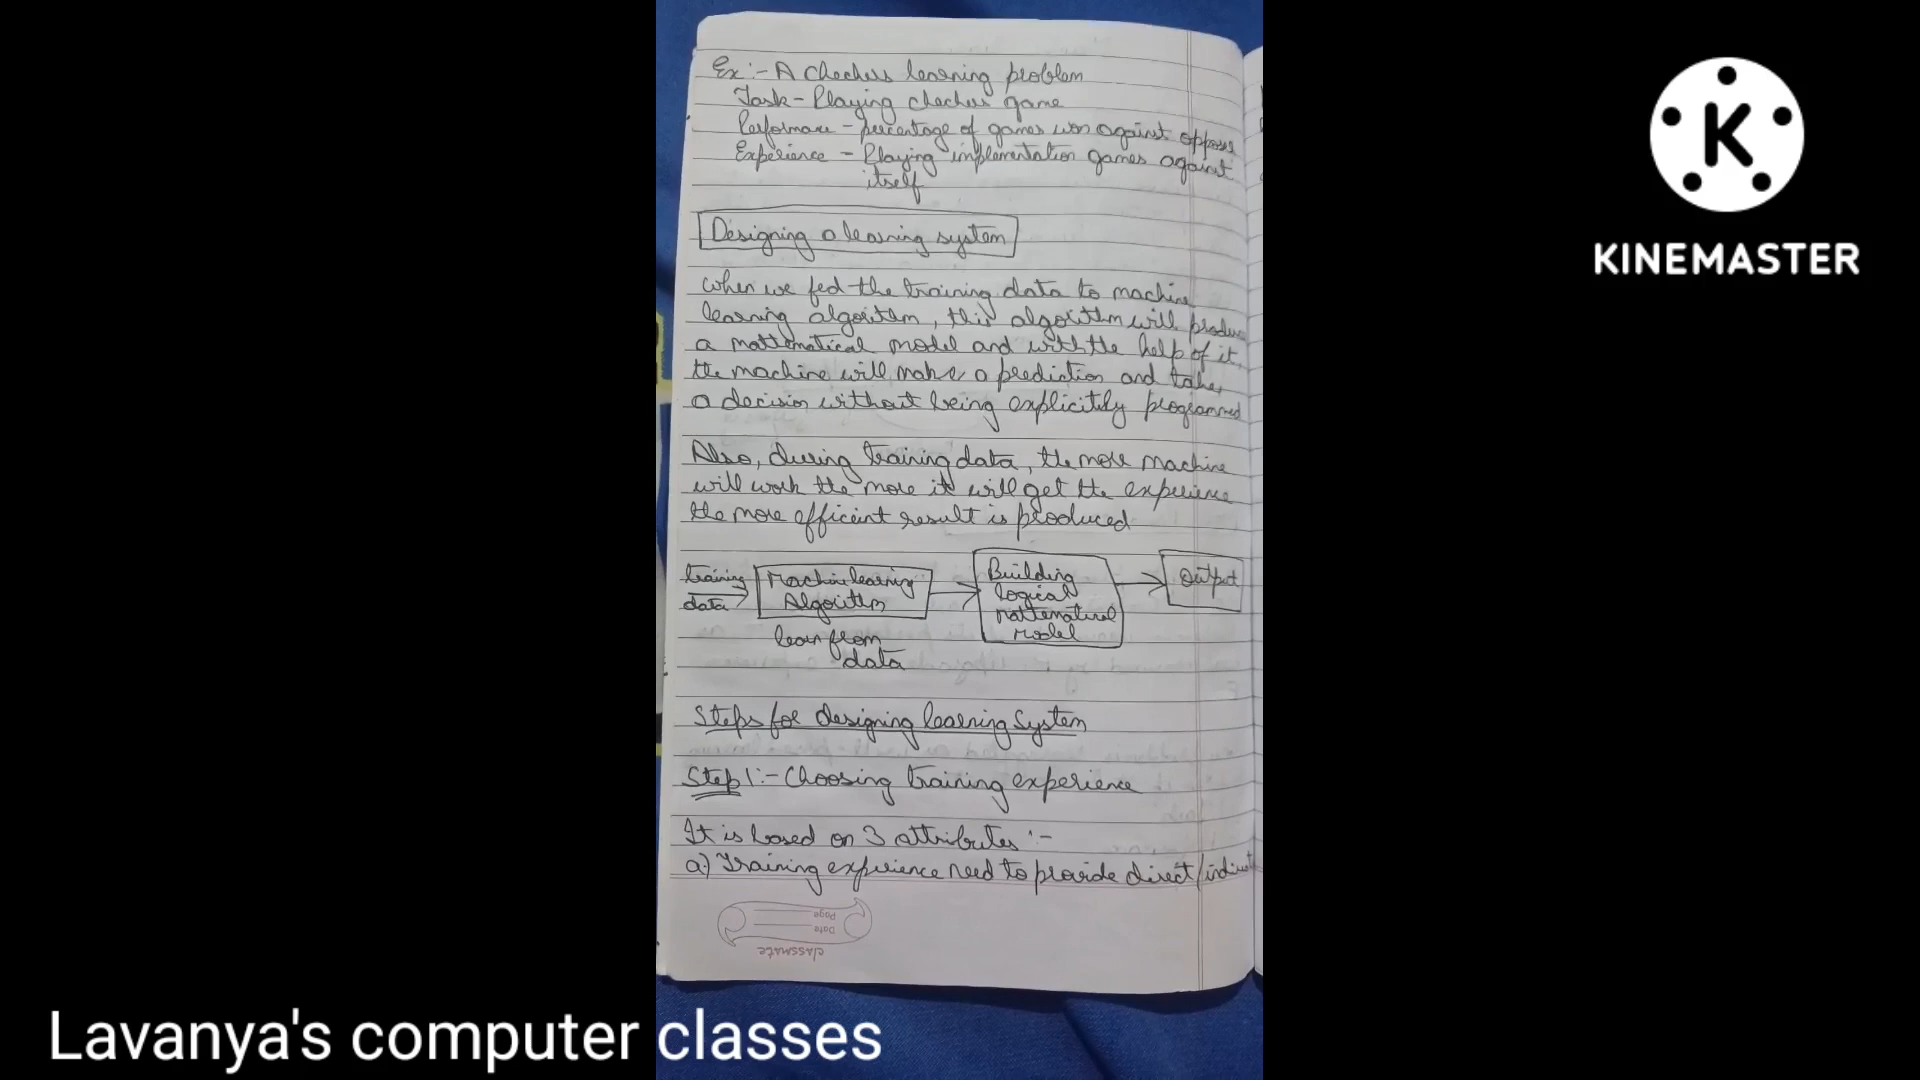 Ex:- A checkers learning problem
Task - Playing checkers game
Performance - percentage of games won against
Experience - Playing implementation games against
itself
Designing a learning system
when we fed the training data to machine
learning algorithm, this algorithm will produce
a mathematical model and with the help of it,
the machine will make a prediction and take
a decision without being explicitily programmed
Also, during training data, the more machine
will work the more it will get the experience
the more efficient result is produced
training
data
Machine learning
Algorithm
learn from
data
Building
logical
mathematical
model
Output
Steps for designing learning System
Step 1:- Choosing training experience
It is based on 3 attributes :-
a) Training experience need to provide direct/
Page
Date
classmate
K
KINEMASTER
Lavanya's computer classes